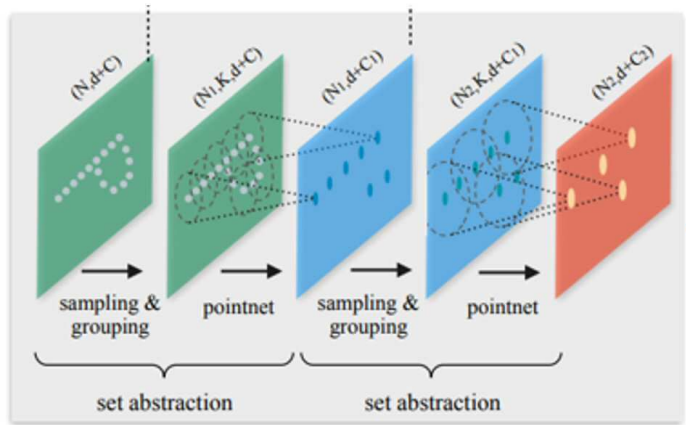 (N,d+C)
(N1,K,d+C)
(N1,d+C1)
(N2,K,d+C1)
(N2,d+C2)
sampling &
grouping
pointnet
sampling &
grouping
pointnet
set abstraction
set abstraction